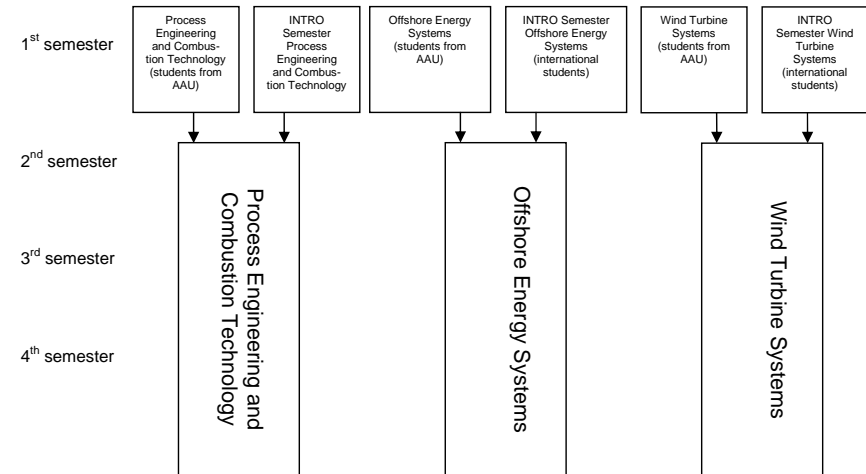 1st semester
Process
Engineering
and Combus-
tion Technology
(students from
AAU)
INTRO
Semester
Process
Engineering
and Combus-
tion Technology
Offshore Energy
Systems
(students from
AAU)
INTRO Semester
Offshore Energy
Systems
(international
students)
Wind Turbine
Systems
(students from
AAU)
INTRO
Semester Wind
Turbine
Systems
(international
students)
2nd semester
3rd semester
4th semester
Process Engineering and
Combustion Technology
Offshore Energy Systems
Wind Turbine Systems